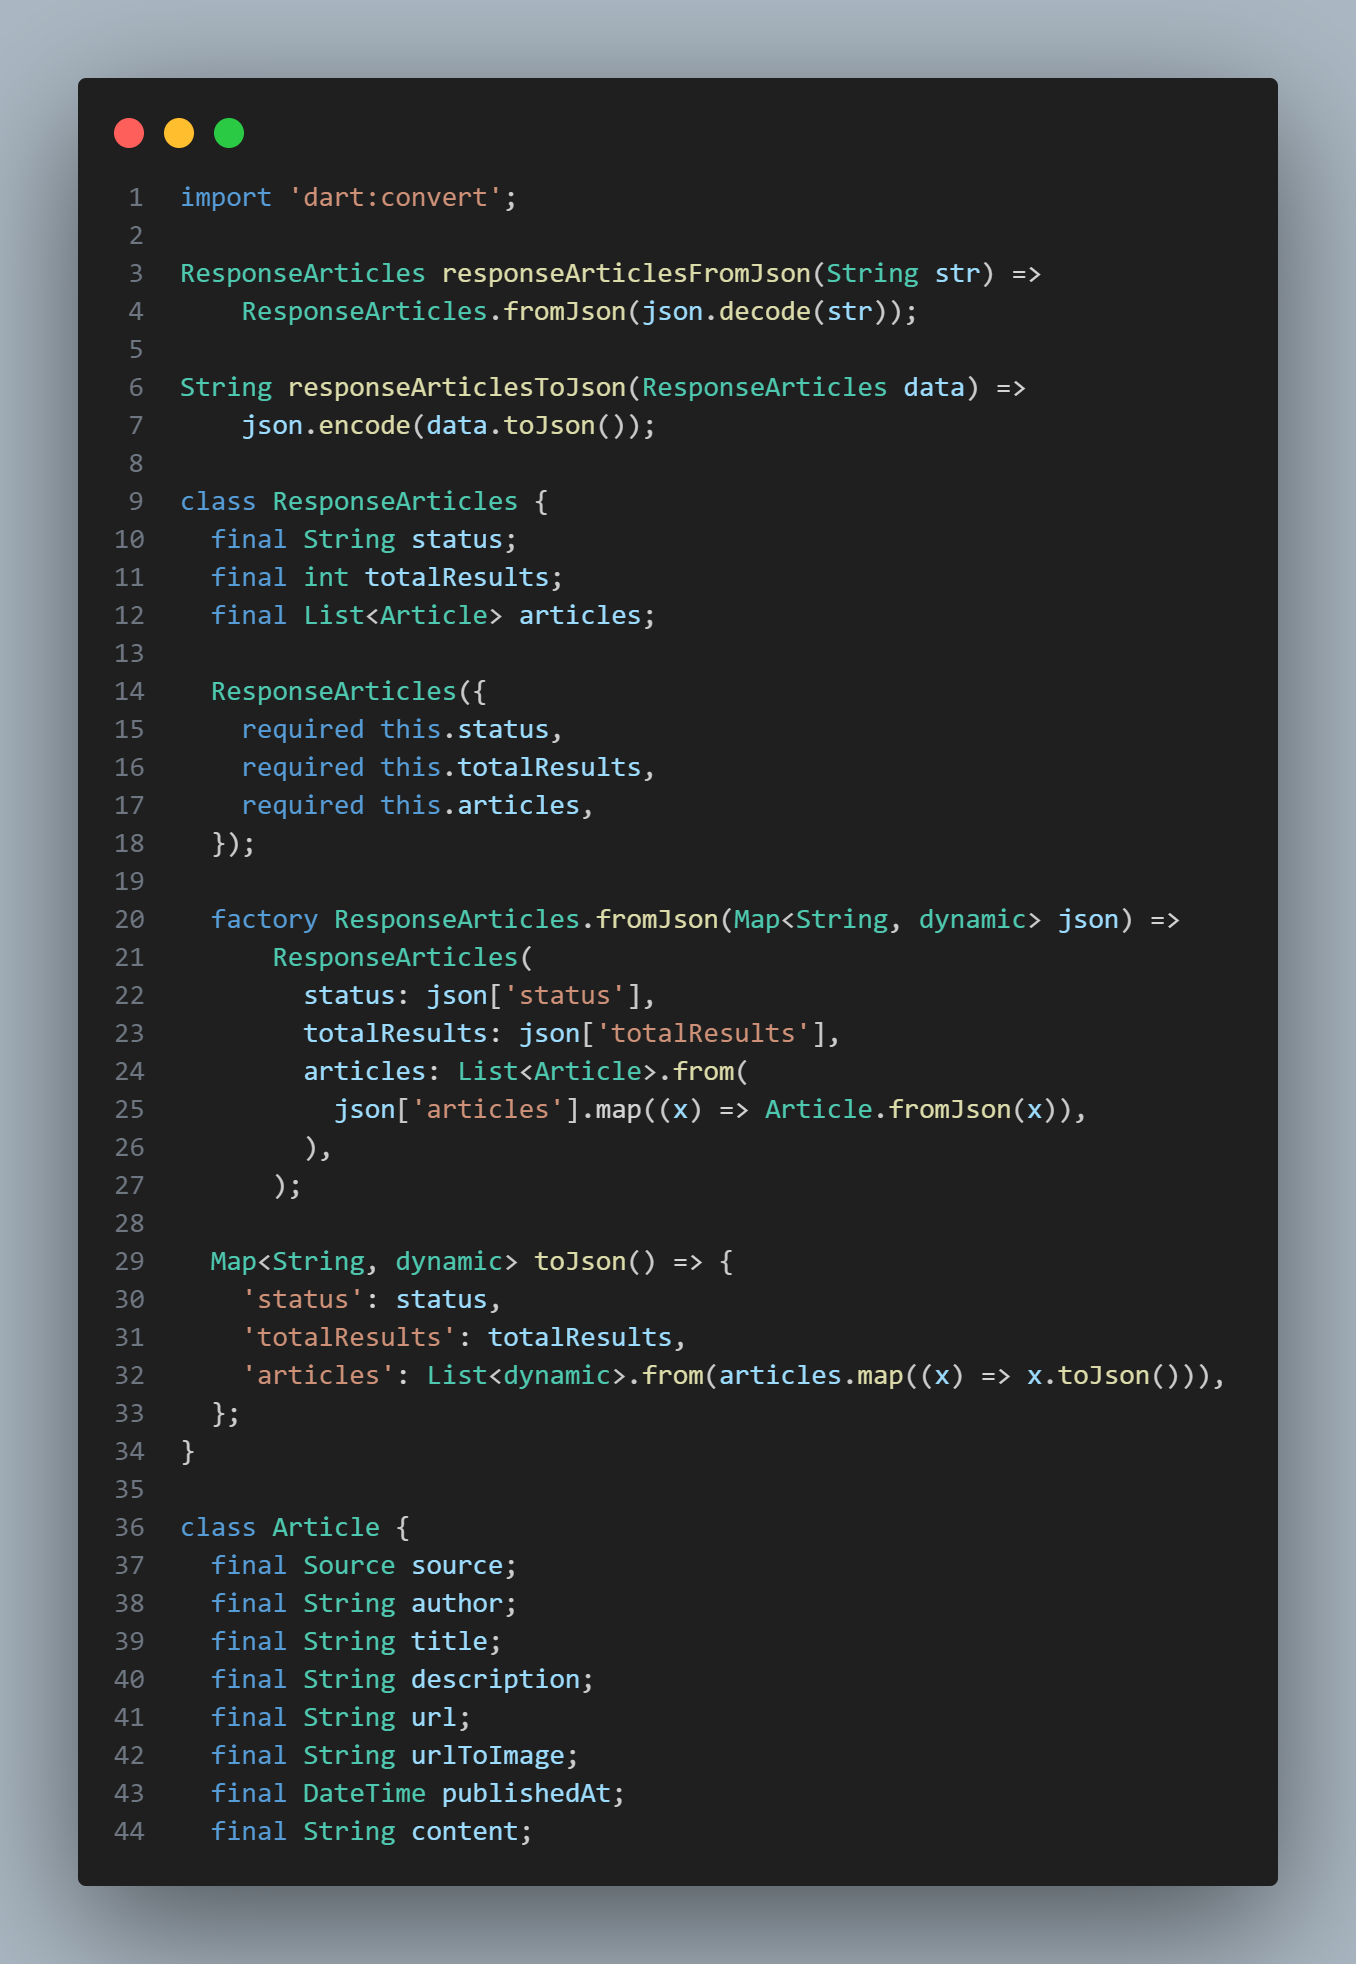 1 import 'dart:convert';
2
3 ResponseArticles responseArticlesFromJson(String str) =>
4     ResponseArticles.fromJson(json.decode(str));
5
6 String responseArticlesToJson(ResponseArticles data) =>
7     json.encode(data.toJson());
8
9 class ResponseArticles {
10   final String status;
11   final int totalResults;
12   final List<Article> articles;
13
14   ResponseArticles({
15     required this.status,
16     required this.totalResults,
17     required this.articles,
18   });
19
20   factory ResponseArticles.fromJson(Map<String, dynamic> json) =>
21       ResponseArticles(
22         status: json['status'],
23         totalResults: json['totalResults'],
24         articles: List<Article>.from(
25           json['articles'].map((x) => Article.fromJson(x)),
26         ),
27       );
28
29   Map<String, dynamic> toJson() => {
30     'status': status,
31     'totalResults': totalResults,
32     'articles': List<dynamic>.from(articles.map((x) => x.toJson())),
33   };
34 }
35
36 class Article {
37   final Source source;
38   final String author;
39   final String title;
40   final String description;
41   final String url;
42   final String urlToImage;
43   final DateTime publishedAt;
44   final String content;